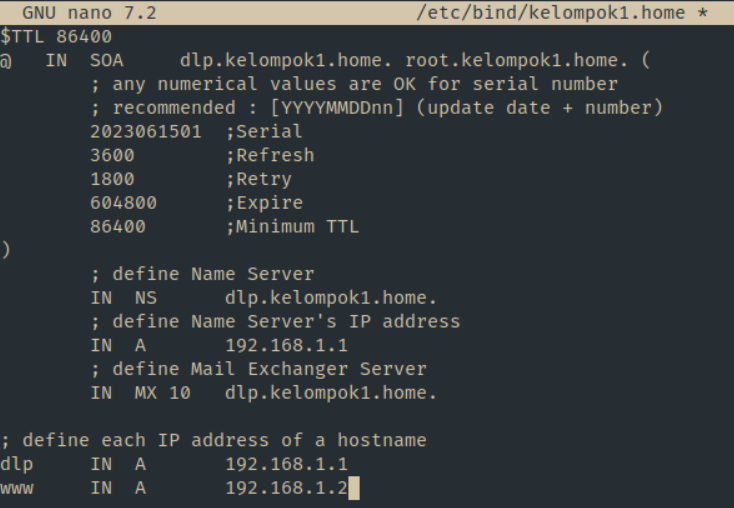 GNU nano 7.2                    /etc/bind/kelompok1.home *
$TTL 86400
@   IN  SOA     dlp.kelompok1.home. root.kelompok1.home. (
        ; any numerical values are OK for serial number
        ; recommended : [YYYYMMDDnn] (update date + number)
        2023061501  ;Serial
        3600        ;Refresh
        1800        ;Retry
        604800      ;Expire
        86400       ;Minimum TTL
)
        ; define Name Server
        IN  NS      dlp.kelompok1.home.
        ; define Name Server's IP address
        IN  A       192.168.1.1
        ; define Mail Exchanger Server
        IN  MX 10   dlp.kelompok1.home.
; define each IP address of a hostname
dlp     IN  A       192.168.1.1
www     IN  A       192.168.1.2